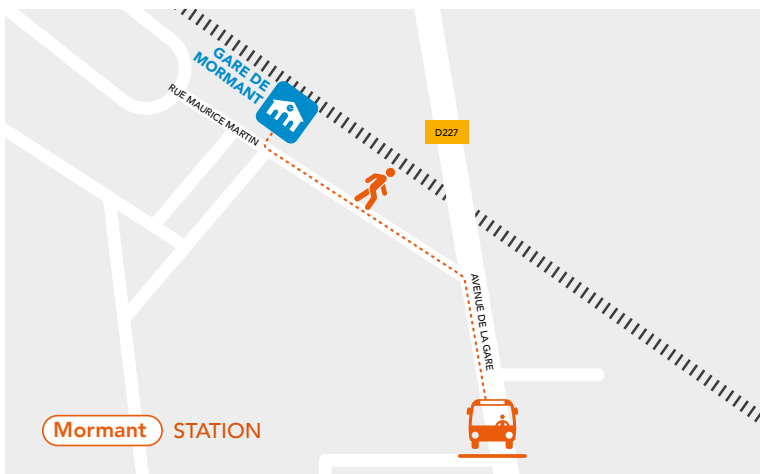 GARE DE
MORMANT
RUE MAURICE MARTIN
D227
AVENUE DE LA GARE
Mormant STATION